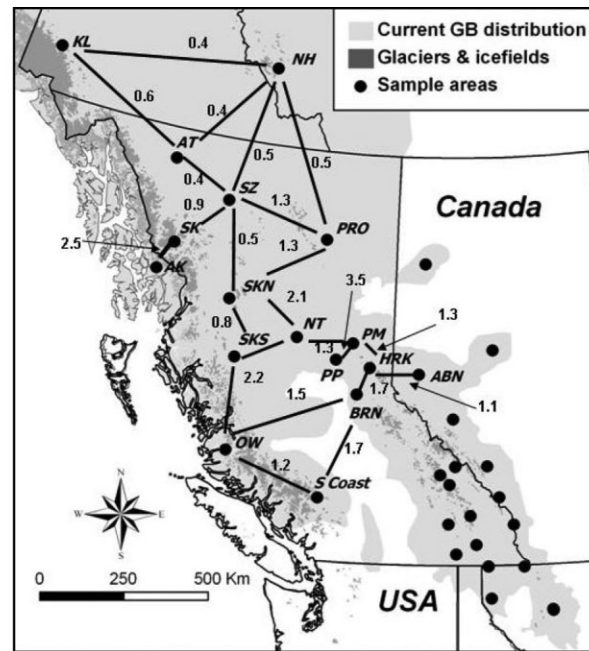 Current GB distribution
Glaciers & icefields
Sample areas
KL
0.4
NH
0.6
0.4
AT
0.5
0.5
0.4
SZ
Canada
0.9
1.3
SK
PRO
2.5
0.5
1.3
AK
SKN
2.1
3.5
1.3
0.8
NT
PM
SKS
1.3
HRK
PP
ABN
2.2
1.5
1.7
1.1
BRN
OW
1.7
1.2
S Coast
N
W
E
S
0 250 500 Km
USA